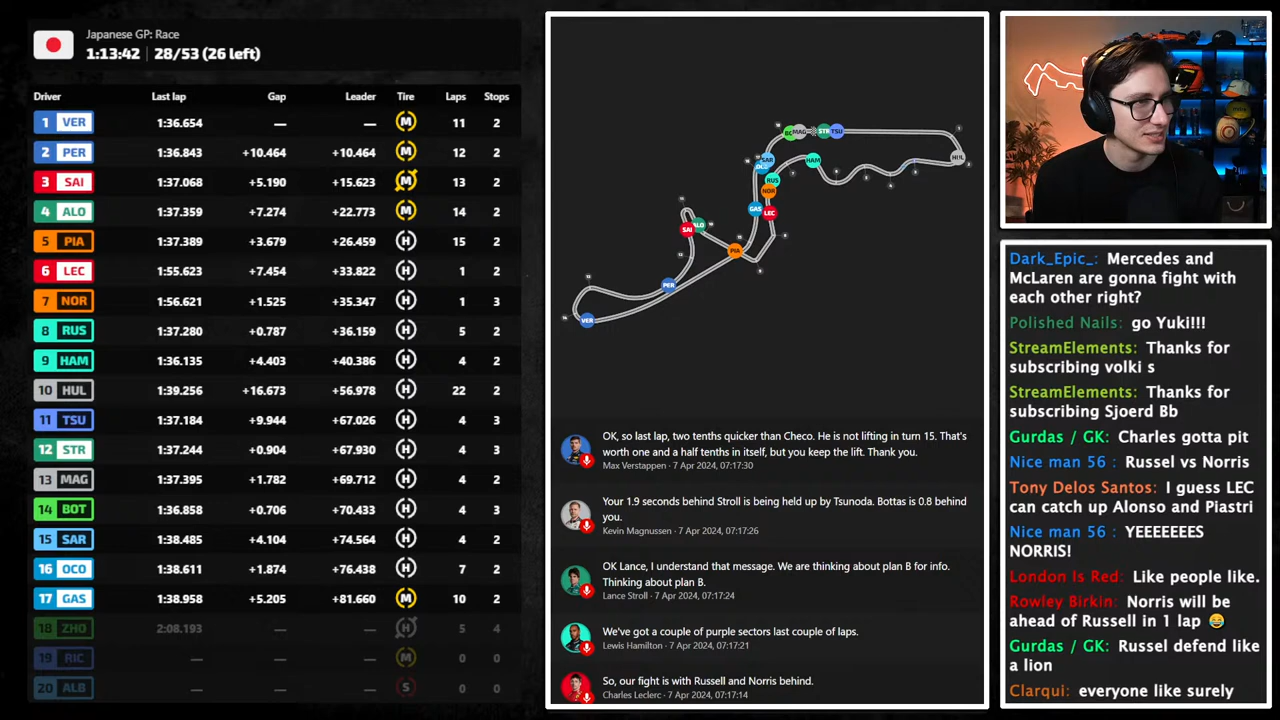 Japanese GP: Race
1:13:42 28/53 (26 left)
Driver Last lap Gap Leader Tire Laps Stops
1 VER 1:36.654 — — M 11 2
2 PER 1:36.843 +10.464 +10.464 M 12 2
3 SAI 1:37.068 +5.190 +15.623 M 13 2
4 ALO 1:37.359 +7.274 +22.773 M 14 2
5 PIA 1:37.389 +3.679 +26.459 H 15 2
6 LEC 1:55.623 +7.454 +33.822 H 1 2
7 NOR 1:56.621 +1.525 +35.347 H 1 3
8 RUS 1:37.280 +0.787 +36.159 H 5 2
9 HAM 1:36.135 +4.403 +40.386 H 4 2
10 HUL 1:39.256 +16.673 +56.978 H 22 2
11 TSU 1:37.184 +9.944 +67.026 H 4 3
12 STR 1:37.244 +0.904 +67.930 H 4 3
13 MAG 1:37.395 +1.782 +69.712 H 4 2
14 BOT 1:36.858 +0.706 +70.433 H 4 3
15 SAR 1:38.485 +4.104 +74.564 H 4 2
16 OCO 1:38.611 +1.874 +76.438 H 7 2
17 GAS 1:38.958 +5.205 +81.660 M 10 2
18 ZHO 2:08.193 — — H 5
19 RIC — — — M 0 0
20 ALB — — — S 0 0
MAG STR TSU
HUL
SAR HAM
RUS
NOR
GAS LEC
SAI ALO
PIA
PER
VER
OK, so last lap, two tenths quicker than Checo. He is not lifting in turn 15. That's
worth one and a half tenths in itself, but you keep the lift. Thank you.
Max Verstappen · 7 Apr 2024, 07:17:30
Your 1.9 seconds behind Stroll is being held up by Tsunoda. Bottas is 0.8 behind
you.
Kevin Magnussen · 7 Apr 2024, 07:17:26
OK Lance, I understand that message. We are thinking about plan B for info.
Thinking about plan B.
Lance Stroll · 7 Apr 2024, 07:17:24
We've got a couple of purple sectors last couple of laps.
Lewis Hamilton · 7 Apr 2024, 07:17:21
So, our fight is with Russell and Norris behind.
Charles Leclerc · 7 Apr 2024, 07:17:14
Dark_Epic_: Mercedes and
McLaren are gonna fight with
each other right?
Polished Nails: go Yuki!!!
StreamElements: Thanks for
subscribing volki s
StreamElements: Thanks for
subscribing Sjoerd Bb
Gurdas / GK: Charles gotta pit
Nice man 56 : Russel vs Norris
Tony Delos Santos: I guess LEC
can catch up Alonso and Piastri
Nice man 56 : YEEEEEEES
NORRIS!
London Is Red: Like people like.
Rowley Birkin: Norris will be
ahead of Russell in 1 lap 😂
Gurdas / GK: Russel defend like
a lion
Clarqui: everyone like surely